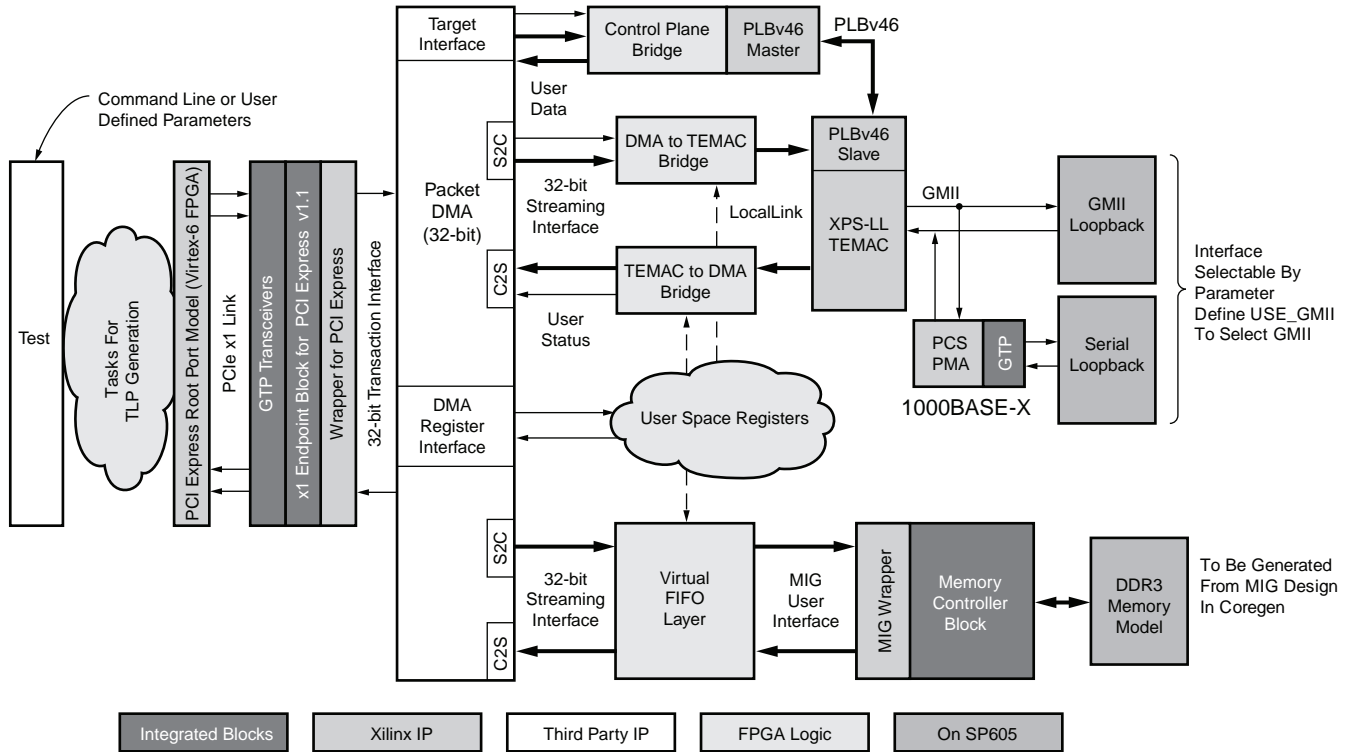 Command Line or User
Defined Parameters
Test
Tasks For
TLP Generation
PCI Express Root Port Model (Virtex-6 FPGA)
PCIe x1 Link
GTP Transceivers
x1 Endpoint Block for PCI Express v1.1
Wrapper for PCI Express
32-bit Transaction Interface
Target
Interface
Packet
DMA
(32-bit)
S2C
C2S
DMA
Register
Interface
S2C
C2S
Control Plane
Bridge
PLBv46
Master
PLBv46
User
Data
DMA to TEMAC
Bridge
32-bit
Streaming
Interface
LocalLink
TEMAC to DMA
Bridge
User
Status
PLBv46
Slave
XPS-LL
TEMAC
GMII
GMII
Loopback
PCS
PMA
GTP
1000BASE-X
Serial
Loopback
Interface
Selectable By
Parameter
Define USE_GMII
To Select GMII
User Space Registers
32-bit
Streaming
Interface
Virtual
FIFO
Layer
MIG
User
Interface
MIG Wrapper
Memory
Controller
Block
DDR3
Memory
Model
To Be Generated
From MIG Design
In Coregen
Integrated Blocks
Xilinx IP
Third Party IP
FPGA Logic
On SP605